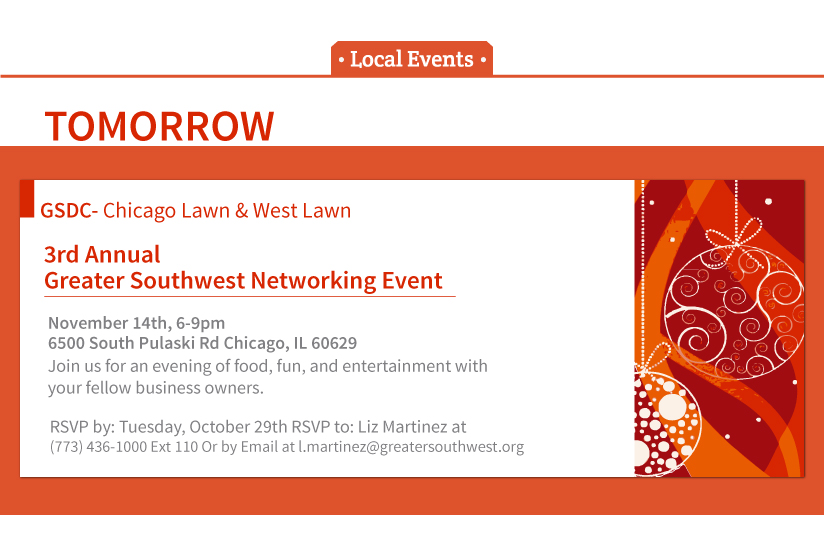 • Local Events •
TOMORROW
GSDC- Chicago Lawn & West Lawn
3rd Annual
Greater Southwest Networking Event
November 14th, 6-9pm
6500 South Pulaski Rd Chicago, IL 60629
Join us for an evening of food, fun, and entertainment with
your fellow business owners.
RSVP by: Tuesday, October 29th RSVP to: Liz Martinez at
(773) 436-1000 Ext 110 Or by Email at l.martinez@greatersouthwest.org